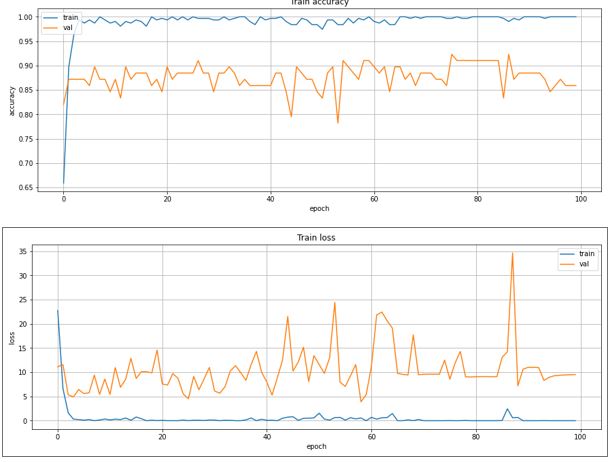 Train accuracy
1.00
0.95
0.90
0.85
0.80
0.75
0.70
0.65
accuracy
train
val
0 20 40 60 80 100
epoch
Train loss
35
30
25
20
15
10
5
0
loss
train
val
0 20 40 60 80 100
epoch